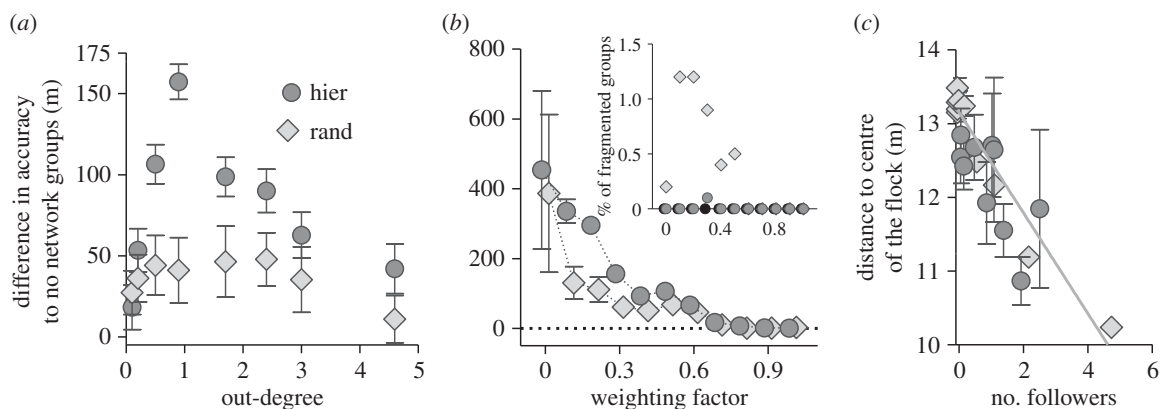 (a)
difference in accuracy
to no network groups (m)
175
150
100
50
0
0
1
2
3
4
5
out-degree
hier
rand
(b)
800
600
400
200
0
0
0.3
0.6
0.9
weighting factor
% of fragmented groups
1.5
1.0
0.5
0
0
0.4
0.8
(c)
distance to centre
of the flock (m)
14
13
12
11
10
0
2
4
6
no. followers